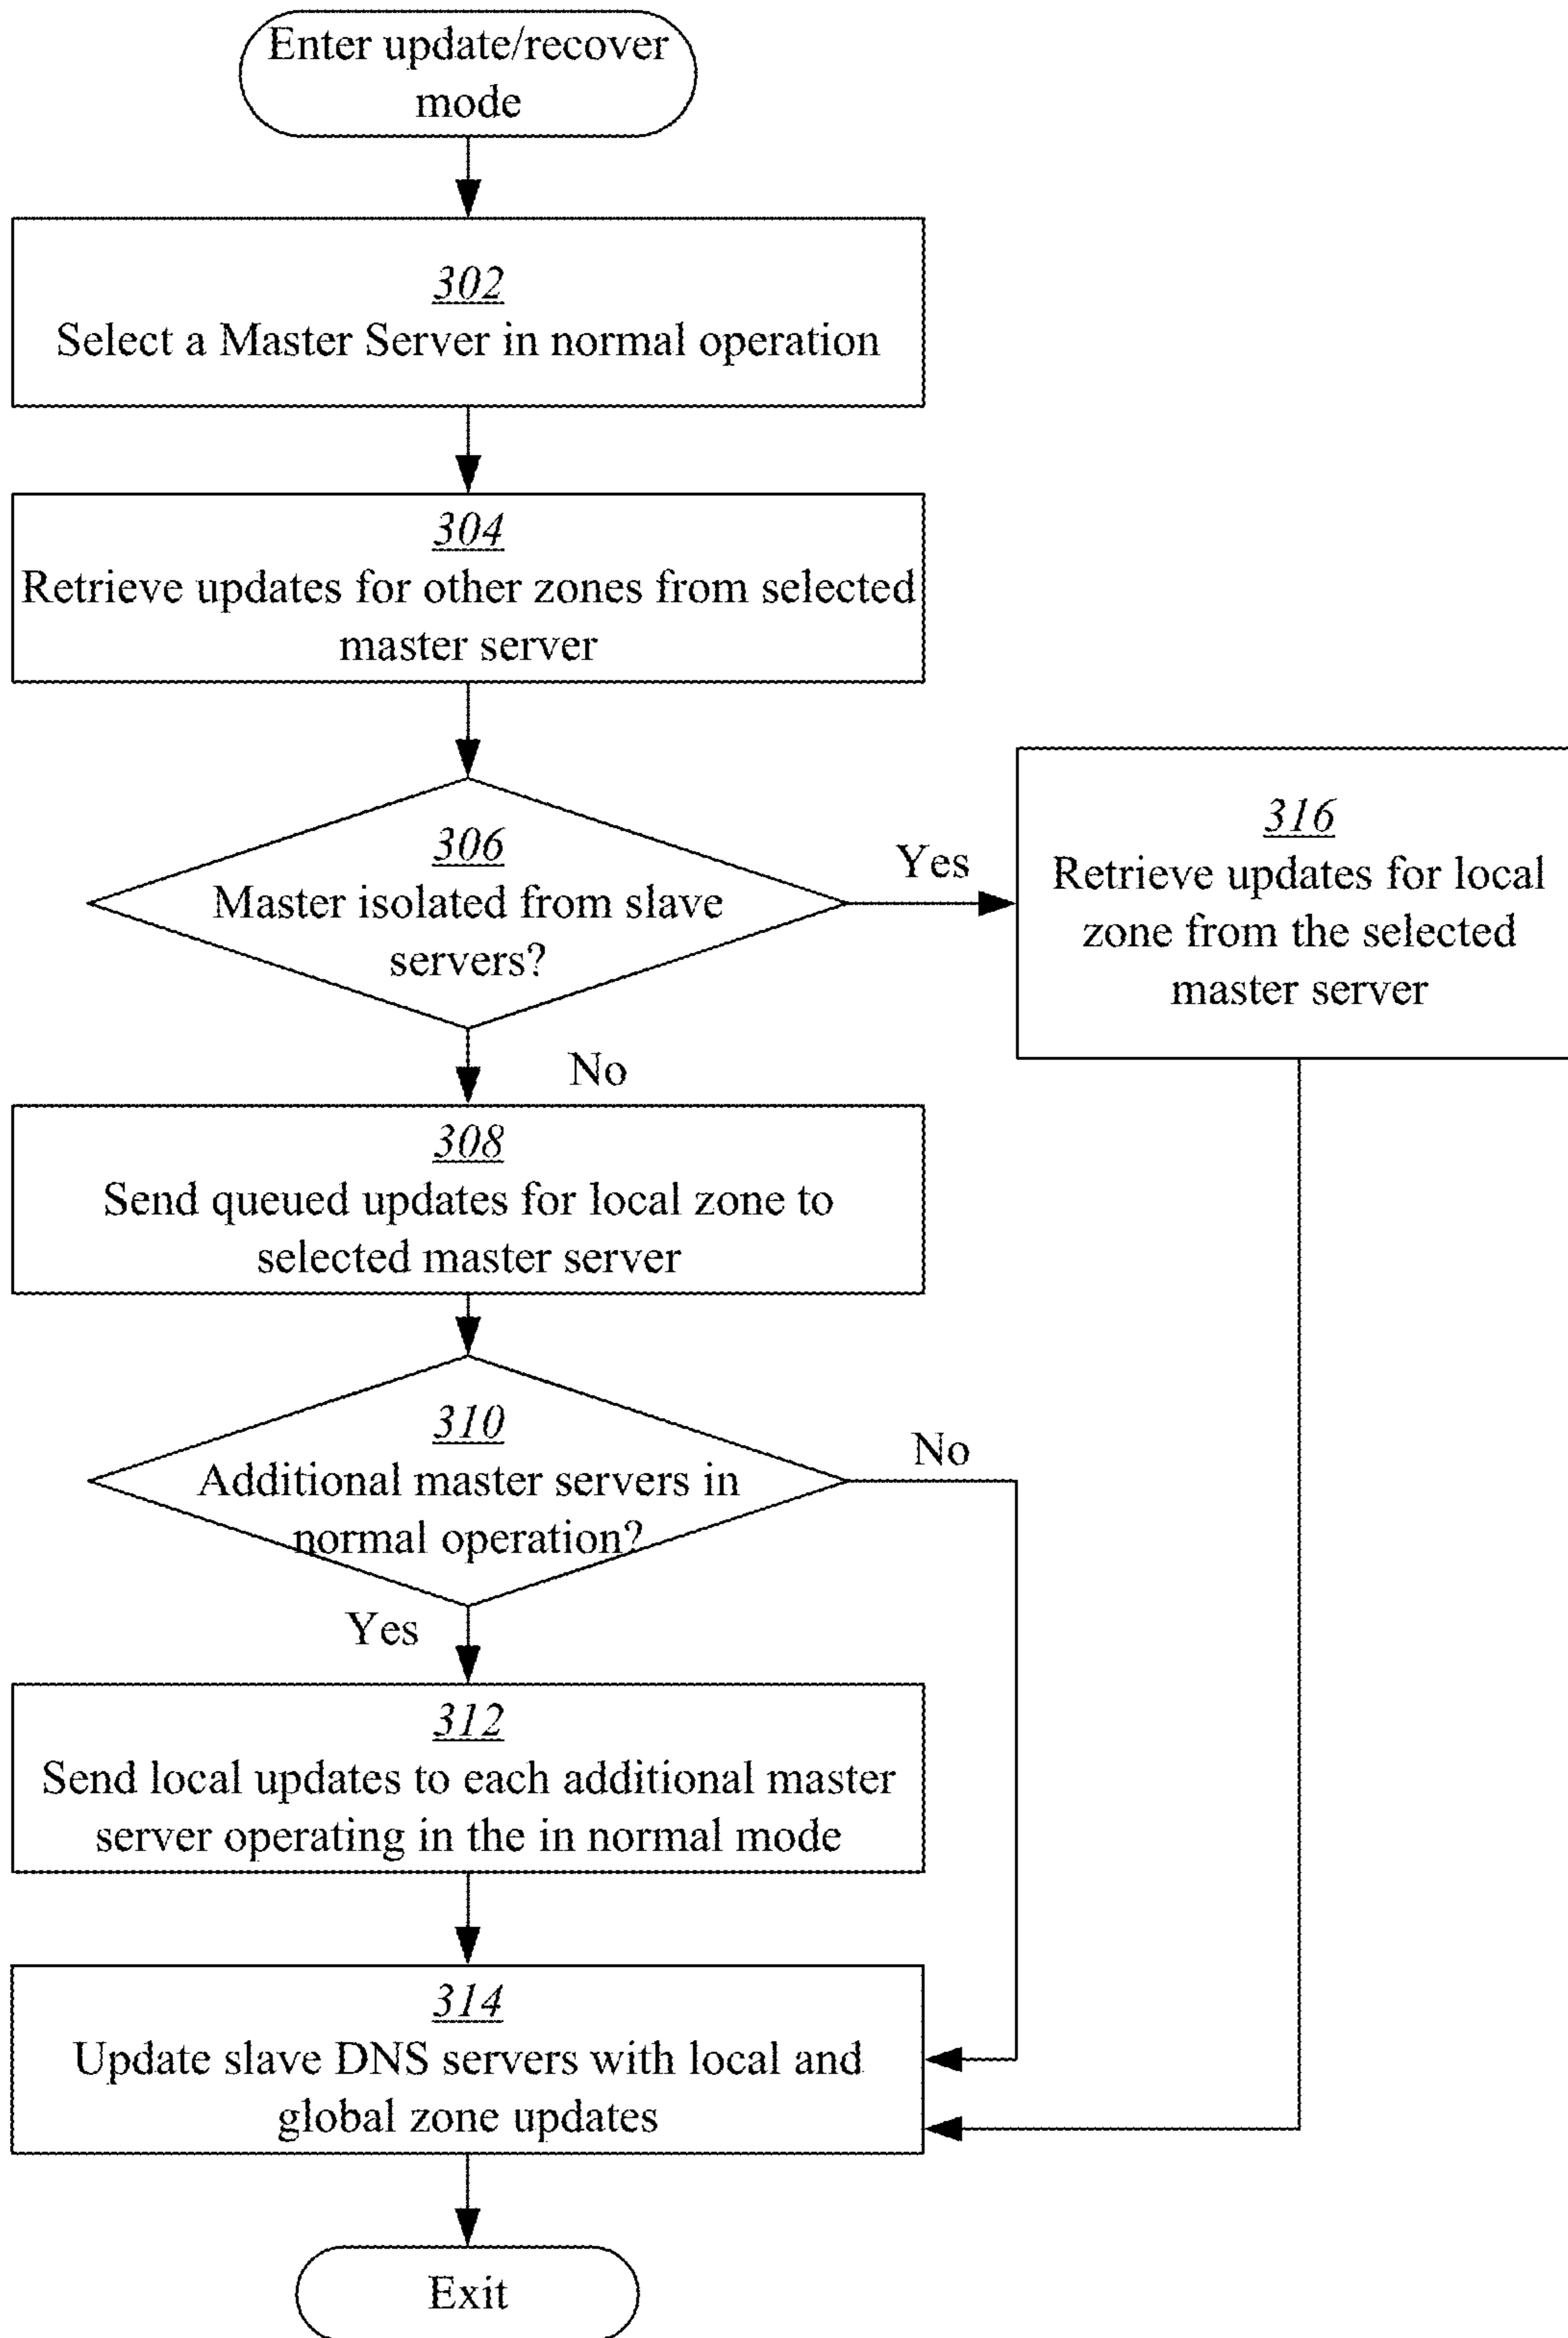 Enter update/recover
mode
302
Select a Master Server in normal operation
304
Retrieve updates for other zones from selected
master server
306
Master isolated from slave
servers?
Yes
316
Retrieve updates for local
zone from the selected
master server
No
308
Send queued updates for local zone to
selected master server
310
Additional master servers in
normal operation?
No
Yes
312
Send local updates to each additional master
server operating in the in normal mode
314
Update slave DNS servers with local and
global zone updates
Exit